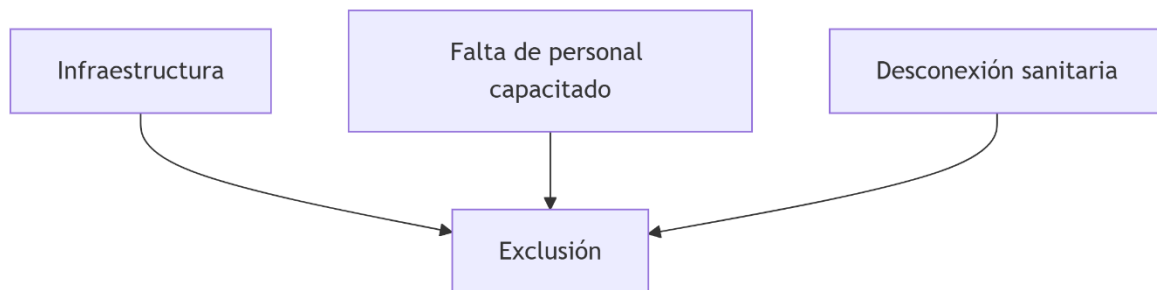 Infraestructura
Falta de personal
capacitado
Desconexión sanitaria
Exclusión